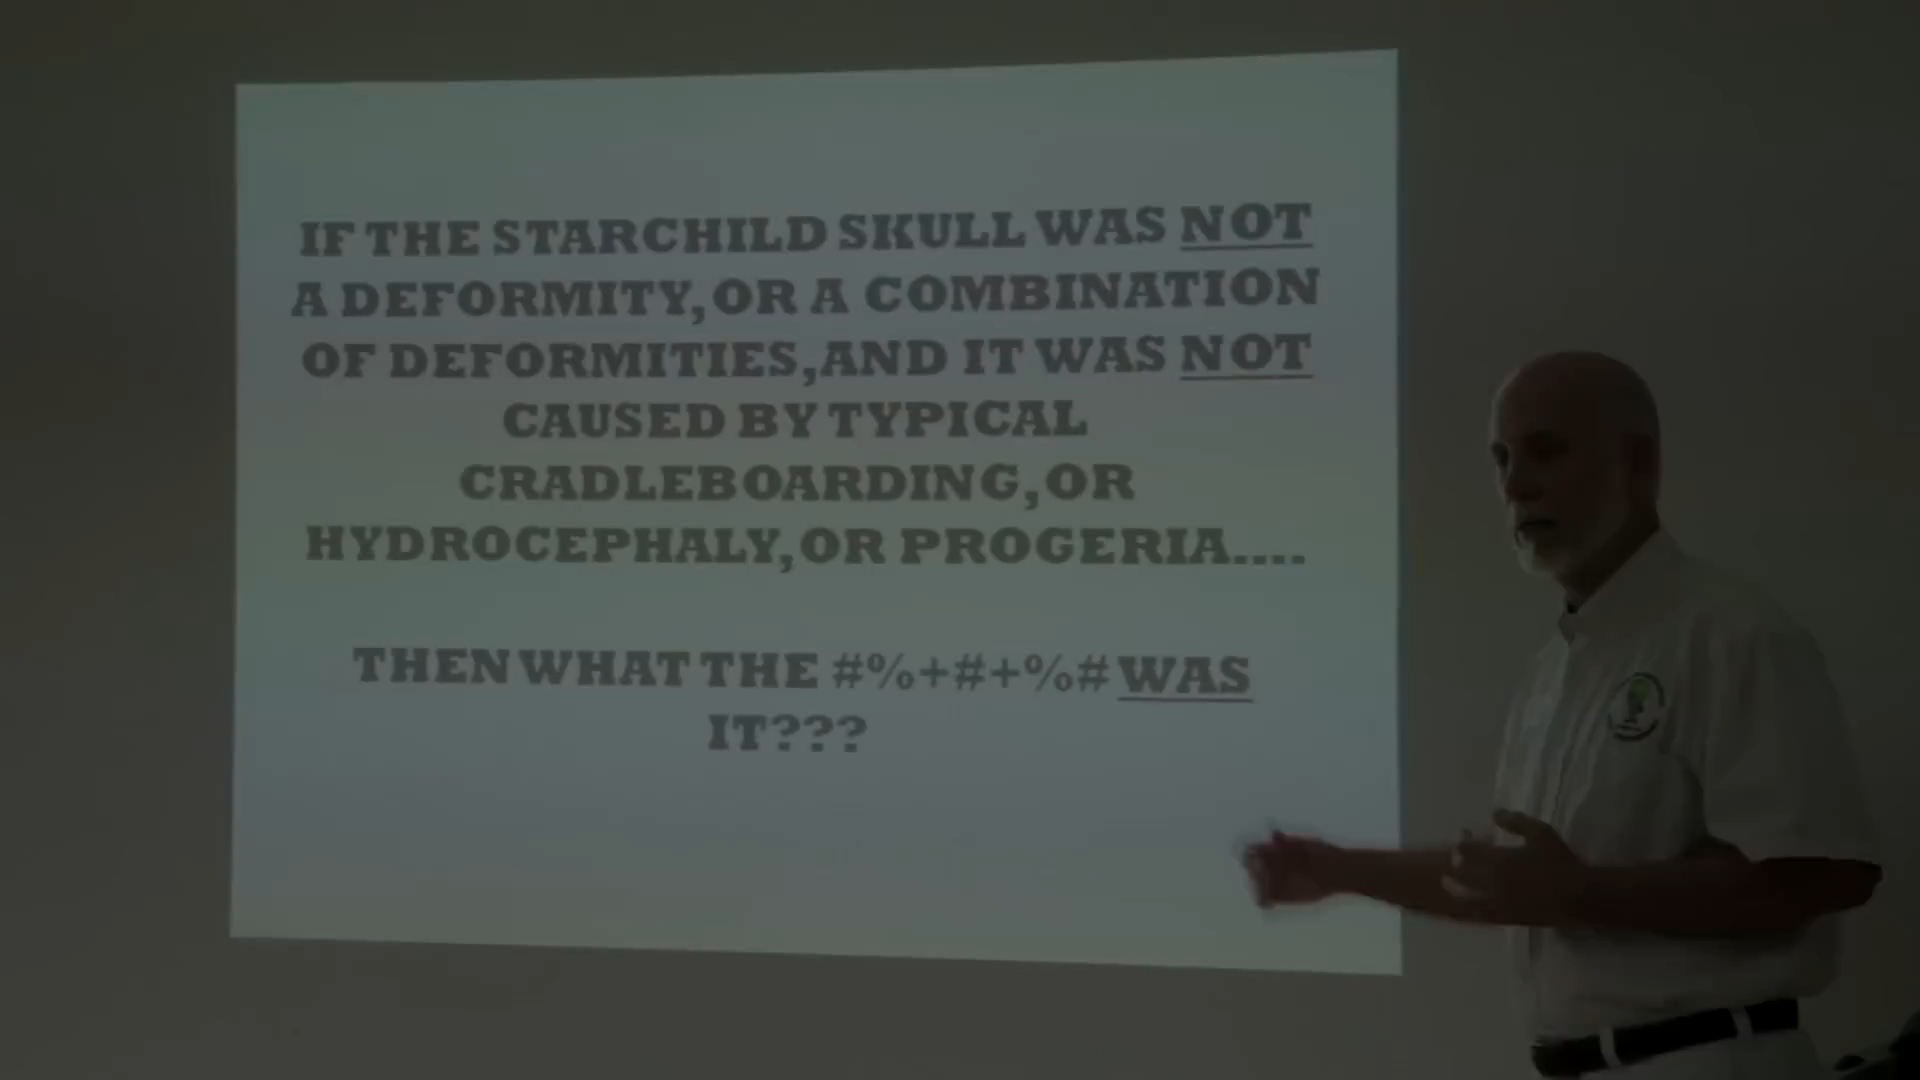 IF THE STARCHILD SKULL WAS NOT
A DEFORMITY, OR A COMBINATION
OF DEFORMITIES, AND IT WAS NOT
CAUSED BY TYPICAL
CRADLEBOARDING, OR
HYDROCEPHALY, OR PROGERIA....
THEN WHAT THE #%+#+%# WAS
IT???